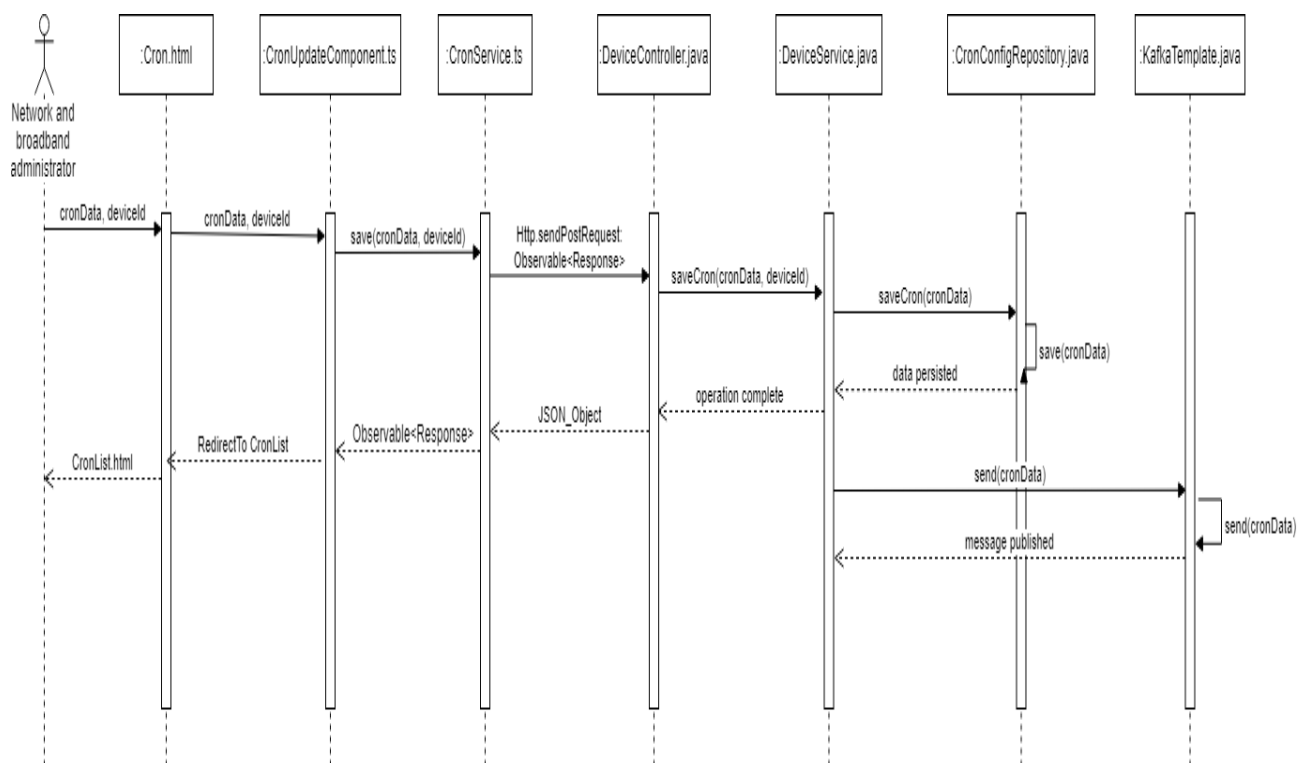 :Cron.html
:CronUpdateComponent.ts
:CronService.ts
:DeviceController.java
:DeviceService.java
:CronConfigRepository.java
:KafkaTemplate.java
Network and
broadband
administrator
cronData, deviceId
cronData, deviceId
save(cronData, deviceId)
Http.sendPostRequest:
Observable<Response>
saveCron(cronData, deviceId)
saveCron(cronData)
save(cronData)
data persisted
operation complete
JSON_Object
Observable<Response>
RedirectTo CronList
CronList.html
send(cronData)
send(cronData)
message published